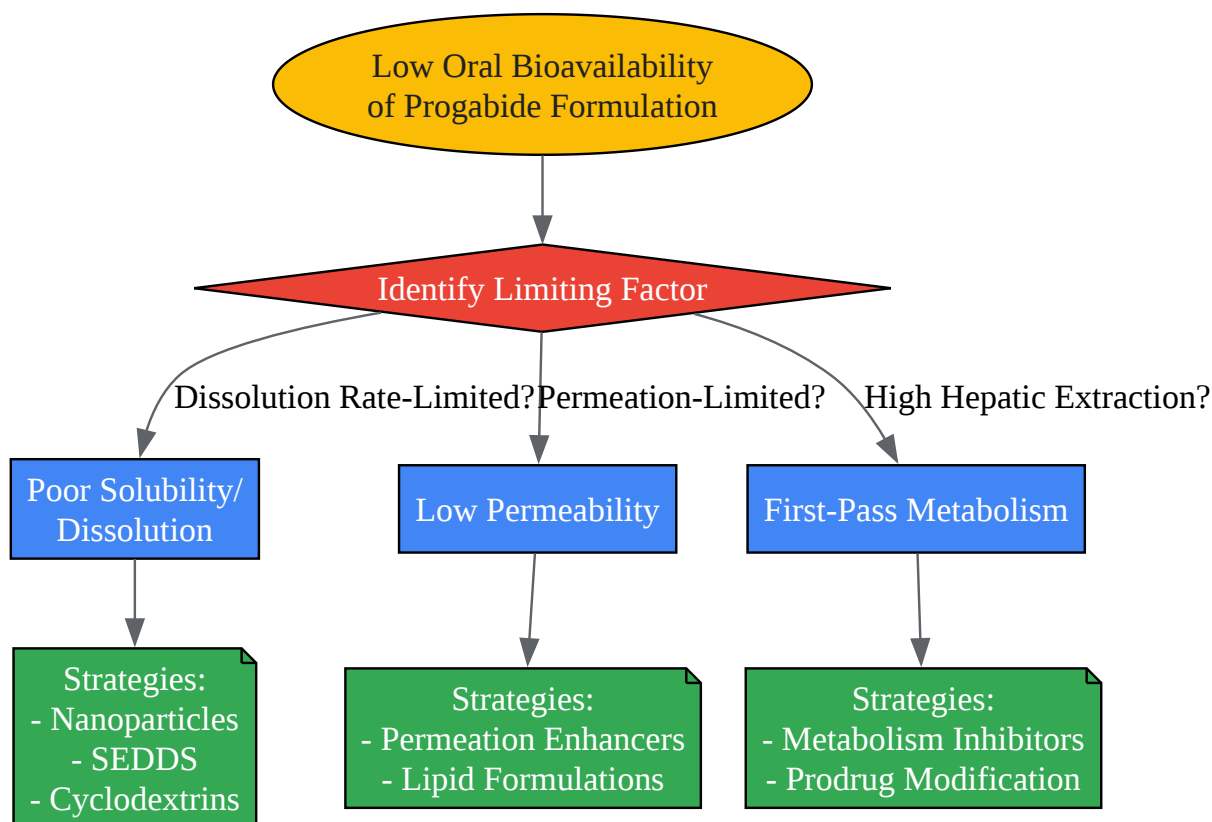 Low Oral Bioavailability
of Progabide Formulation
Identify Limiting Factor
Dissolution Rate-Limited?
Permeation-Limited?
High Hepatic Extraction?
Poor Solubility/
Dissolution
Low Permeability
First-Pass Metabolism
Strategies:
- Nanoparticles
- SEDDS
- Cyclodextrins
Strategies:
- Permeation Enhancers
- Lipid Formulations
Strategies:
- Metabolism Inhibitors
- Prodrug Modification